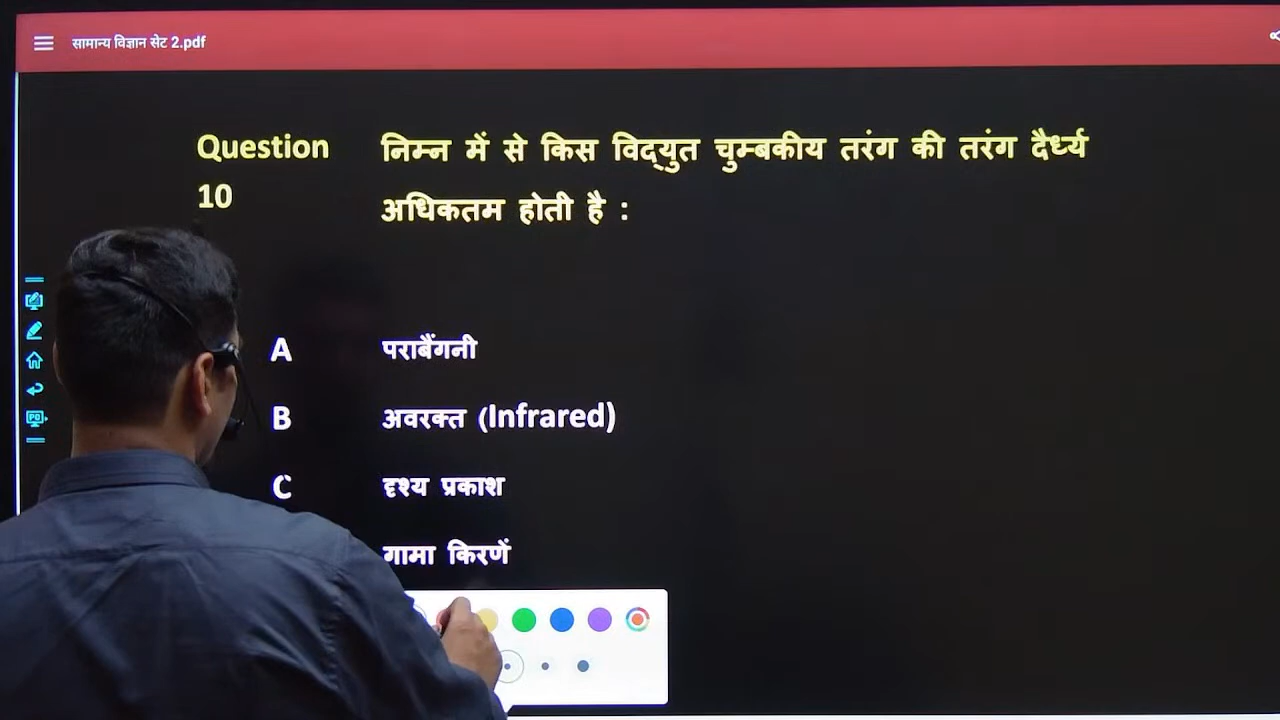 सामान्य विज्ञान सेट 2.pdf
Question 10
निम्न में से किस विद्युत चुम्बकीय तरंग की तरंग दैर्ध्य
अधिकतम होती है :
A पराबैंगनी
B अवरक्त (Infrared)
C दृश्य प्रकाश
गामा किरणें